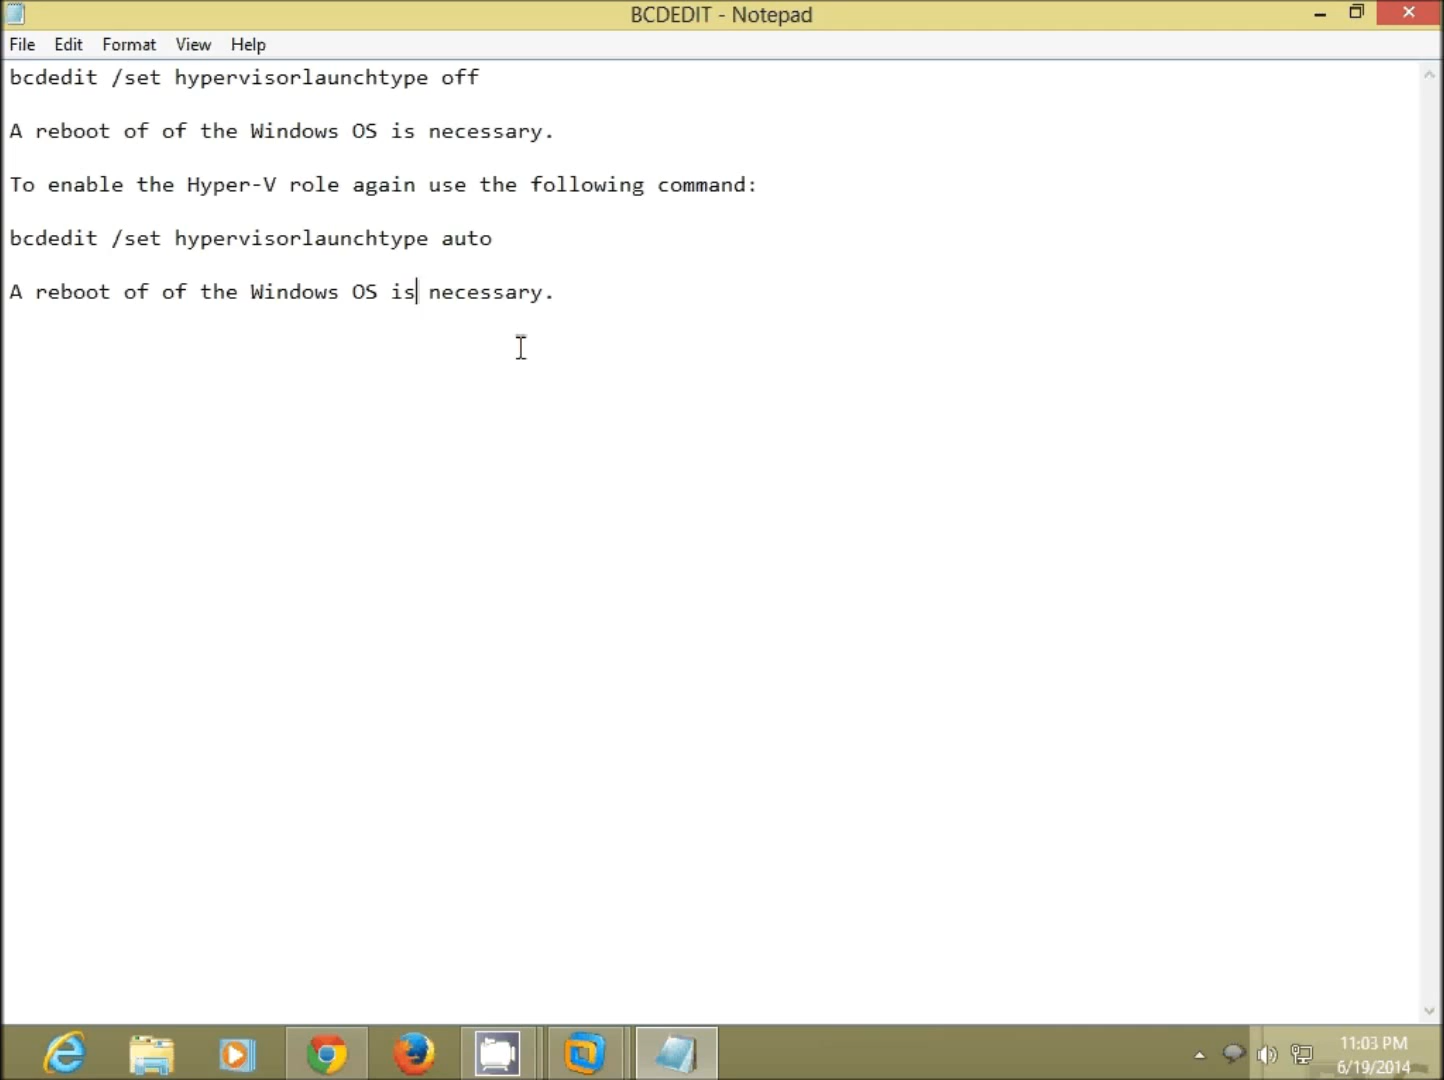 BCDEDIT - Notepad
File Edit Format View Help
bcdedit /set hypervisorlaunchtype off
A reboot of of the Windows OS is necessary.
To enable the Hyper-V role again use the following command:
bcdedit /set hypervisorlaunchtype auto
A reboot of of the Windows OS is necessary.
11:03 PM
6/19/2014